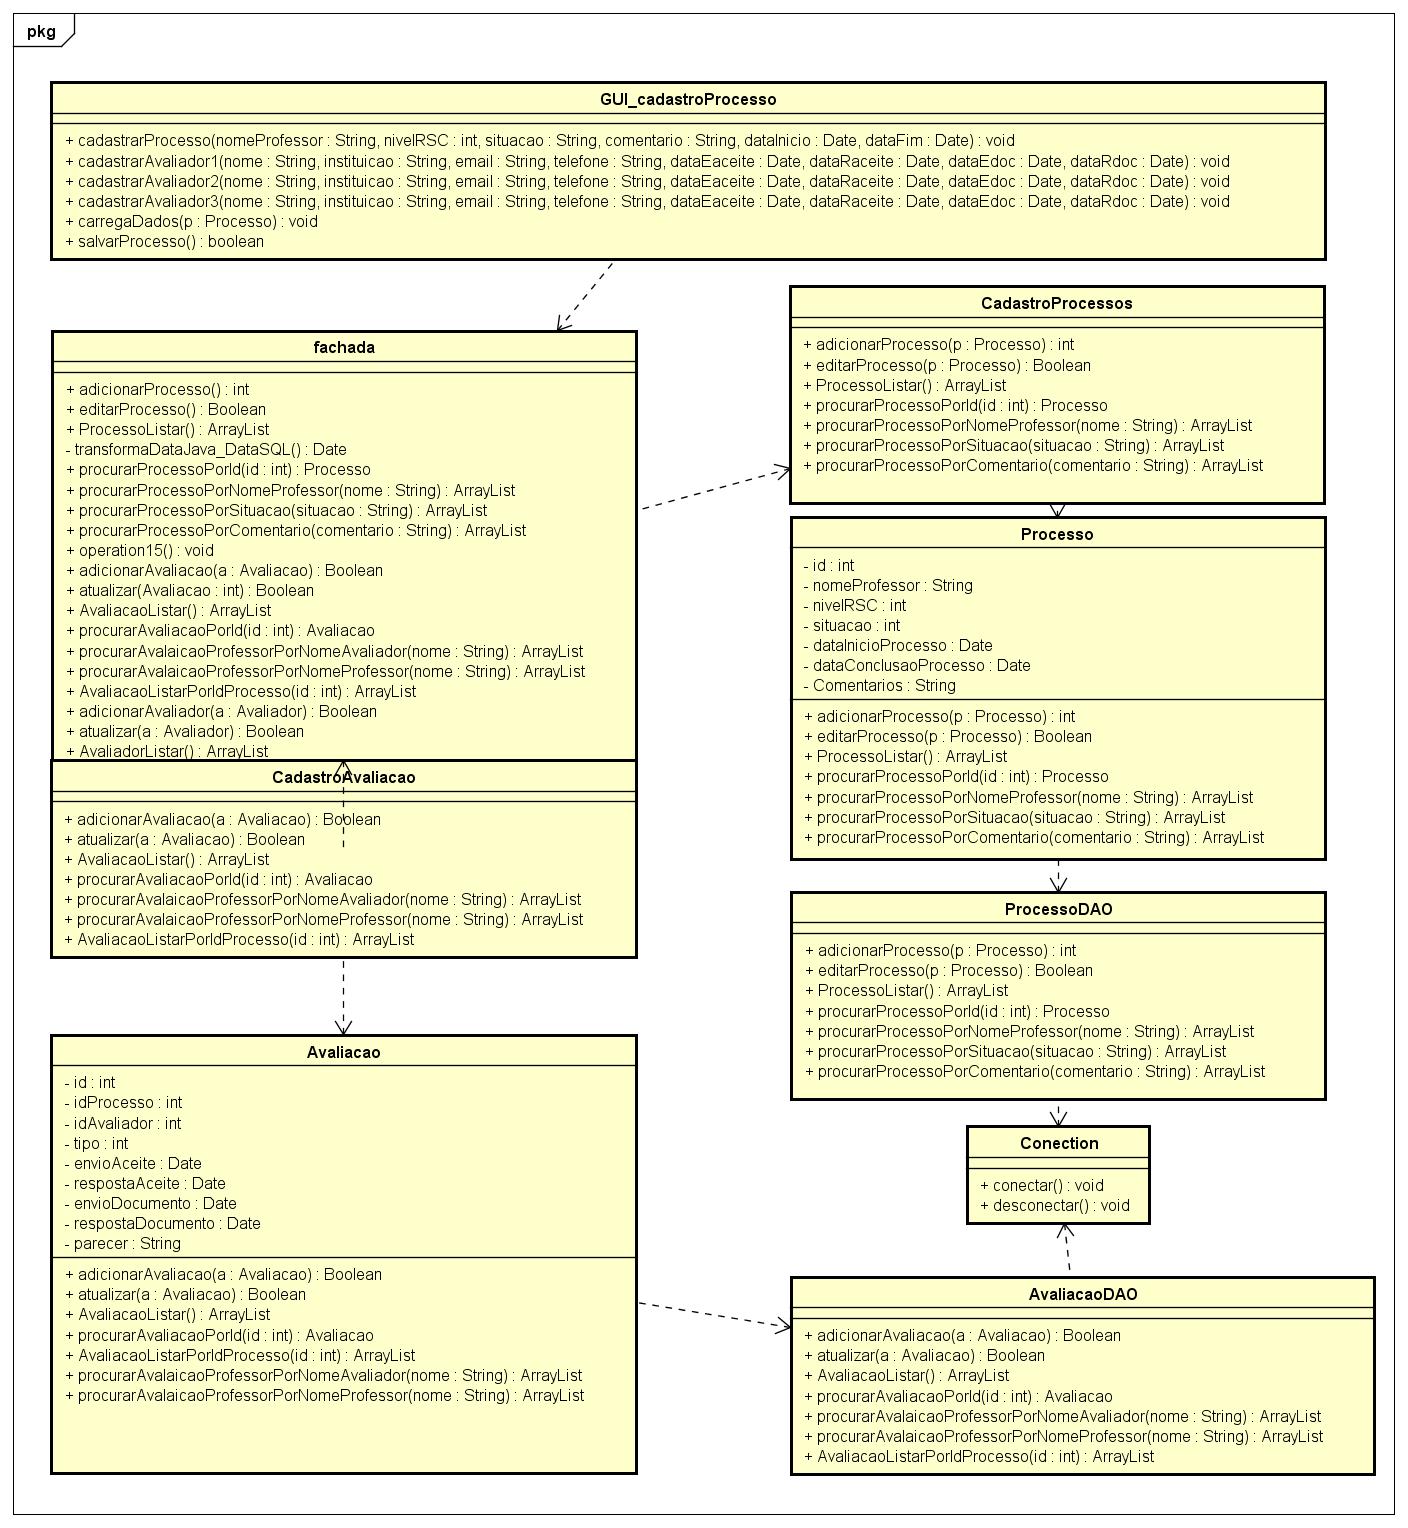 pkg
GUI_cadastroProcesso
+ cadastrarProcesso(nomeProfessor : String, nivelRSC : int, situacao : String, comentario : String, dataInicio : Date, dataFim : Date) : void
+ cadastrarAvaliador1(nome : String, instituicao : String, email : String, telefone : String, dataEaceite : Date, dataRaceite : Date, dataEdoc : Date, dataRdoc : Date) : void
+ cadastrarAvaliador2(nome : String, instituicao : String, email : String, telefone : String, dataEaceite : Date, dataRaceite : Date, dataEdoc : Date, dataRdoc : Date) : void
+ cadastrarAvaliador3(nome : String, instituicao : String, email : String, telefone : String, dataEaceite : Date, dataRaceite : Date, dataEdoc : Date, dataRdoc : Date) : void
+ carregaDados(p : Processo) : void
+ salvarProcesso() : boolean
fachada
+ adicionarProcesso() : int
+ editarProcesso() : Boolean
+ ProcessoListar() : ArrayList
- transformaDataJava_DataSQL() : Date
+ procurarProcessoPorId(id : int) : Processo
+ procurarProcessoPorNomeProfessor(nome : String) : ArrayList
+ procurarProcessoPorSituacao(situacao : String) : ArrayList
+ procurarProcessoPorComentario(comentario : String) : ArrayList
+ operation15() : void
+ adicionarAvaliacao(a : Avaliacao) : Boolean
+ atualizar(Avaliacao : int) : Boolean
+ AvaliacaoListar() : ArrayList
+ procurarAvaliacaoPorId(id : int) : Avaliacao
+ procurarAvalaicaoProfessorPorNomeAvaliador(nome : String) : ArrayList
+ procurarAvalaicaoProfessorPorNomeProfessor(nome : String) : ArrayList
+ AvaliacaoListarPorIdProcesso(id : int) : ArrayList
+ adicionarAvaliador(a : Avaliador) : Boolean
+ atualizar(a : Avaliador) : Boolean
+ AvaliadorListar() : ArrayList
CadastroAvaliacao
+ adicionarAvaliacao(a : Avaliacao) : Boolean
+ atualizar(a : Avaliacao) : Boolean
+ AvaliacaoListar() : ArrayList
+ procurarAvaliacaoPorId(id : int) : Avaliacao
+ procurarAvalaicaoProfessorPorNomeAvaliador(nome : String) : ArrayList
+ procurarAvalaicaoProfessorPorNomeProfessor(nome : String) : ArrayList
+ AvaliacaoListarPorIdProcesso(id : int) : ArrayList
Avaliacao
- id : int
- idProcesso : int
- idAvaliador : int
- tipo : int
- envioAceite : Date
- respostaAceite : Date
- envioDocumento : Date
- respostaDocumento : Date
- parecer : String
+ adicionarAvaliacao(a : Avaliacao) : Boolean
+ atualizar(a : Avaliacao) : Boolean
+ AvaliacaoListar() : ArrayList
+ procurarAvaliacaoPorId(id : int) : Avaliacao
+ AvaliacaoListarPorIdProcesso(id : int) : ArrayList
+ procurarAvalaicaoProfessorPorNomeAvaliador(nome : String) : ArrayList
+ procurarAvalaicaoProfessorPorNomeProfessor(nome : String) : ArrayList
CadastroProcessos
+ adicionarProcesso(p : Processo) : int
+ editarProcesso(p : Processo) : Boolean
+ ProcessoListar() : ArrayList
+ procurarProcessoPorId(id : int) : Processo
+ procurarProcessoPorNomeProfessor(nome : String) : ArrayList
+ procurarProcessoPorSituacao(situacao : String) : ArrayList
+ procurarProcessoPorComentario(comentario : String) : ArrayList
Processo
- id : int
- nomeProfessor : String
- nivelRSC : int
- situacao : int
- dataInicioProcesso : Date
- dataConclusaoProcesso : Date
- Comentarios : String
+ adicionarProcesso(p : Processo) : int
+ editarProcesso(p : Processo) : Boolean
+ ProcessoListar() : ArrayList
+ procurarProcessoPorId(id : int) : Processo
+ procurarProcessoPorNomeProfessor(nome : String) : ArrayList
+ procurarProcessoPorSituacao(situacao : String) : ArrayList
+ procurarProcessoPorComentario(comentario : String) : ArrayList
ProcessoDAO
+ adicionarProcesso(p : Processo) : int
+ editarProcesso(p : Processo) : Boolean
+ ProcessoListar() : ArrayList
+ procurarProcessoPorId(id : int) : Processo
+ procurarProcessoPorNomeProfessor(nome : String) : ArrayList
+ procurarProcessoPorSituacao(situacao : String) : ArrayList
+ procurarProcessoPorComentario(comentario : String) : ArrayList
Conection
+ conectar() : void
+ desconectar() : void
AvaliacaoDAO
+ adicionarAvaliacao(a : Avaliacao) : Boolean
+ atualizar(a : Avaliacao) : Boolean
+ AvaliacaoListar() : ArrayList
+ procurarAvaliacaoPorId(id : int) : Avaliacao
+ procurarAvalaicaoProfessorPorNomeAvaliador(nome : String) : ArrayList
+ procurarAvalaicaoProfessorPorNomeProfessor(nome : String) : ArrayList
+ AvaliacaoListarPorIdProcesso(id : int) : ArrayList